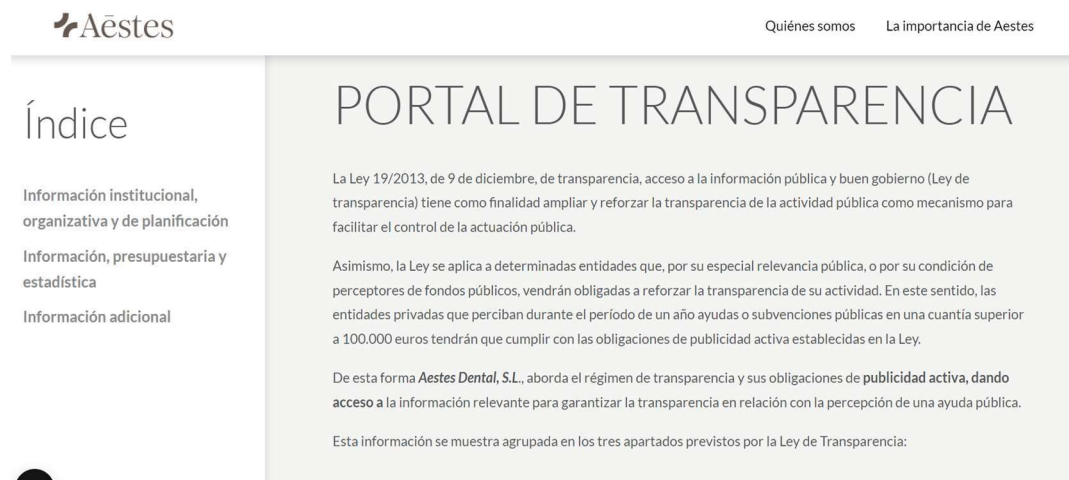 Aēstes
Quiénes somos
La importancia de Aestes
Índice
Información institucional,
organizativa y de planificación
Información, presupuestaria y
estadística
Información adicional
PORTAL DE TRANSPARENCIA
La Ley 19/2013, de 9 de diciembre, de transparencia, acceso a la información pública y buen gobierno (Ley de
transparencia) tiene como finalidad ampliar y reforzar la transparencia de la actividad pública como mecanismo para
facilitar el control de la actuación pública.
Asimismo, la Ley se aplica a determinadas entidades que, por su especial relevancia pública, o por su condición de
perceptores de fondos públicos, vendrán obligadas a reforzar la transparencia de su actividad. En este sentido, las
entidades privadas que perciban durante el período de un año ayudas o subvenciones públicas en una cuantía superior
a 100.000 euros tendrán que cumplir con las obligaciones de publicidad activa establecidas en la Ley.
De esta forma Aestes Dental, S.L., aborda el régimen de transparencia y sus obligaciones de publicidad activa, dando
acceso a la información relevante para garantizar la transparencia en relación con la percepción de una ayuda pública.
Esta información se muestra agrupada en los tres apartados previstos por la Ley de Transparencia: